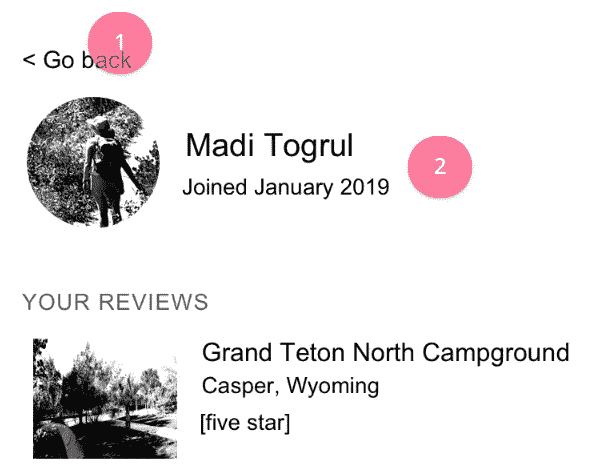 1
< Go back
Madi Togrul
2
Joined January 2019
YOUR REVIEWS
Grand Teton North Campground
Casper, Wyoming
[five star]